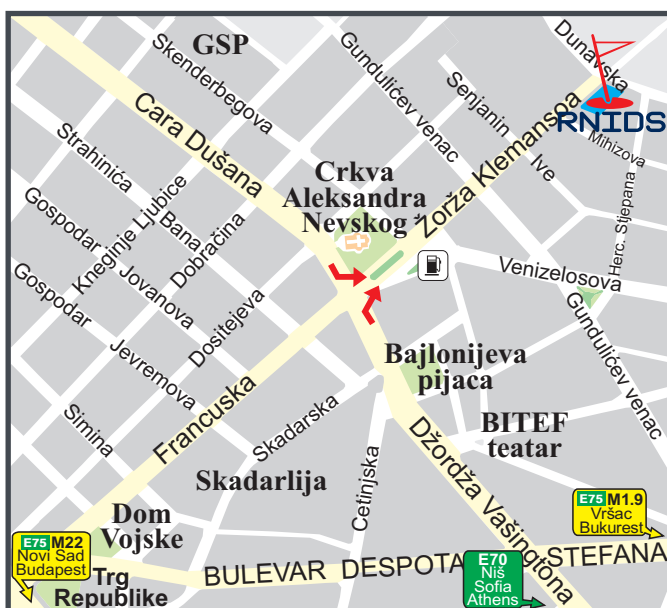 GSP
Dunavska
Skenderbegova
Gundulićev venac
RNIDS
Senjanin
Ive
Mihizova
Cara Dušana
Strahinića
Bana
Zorža Klemansoa
Crkva
Aleksandra
Nevskog
Herc. Stjepana
Kneginje Ljubice
Dobračina
Gospodar
Jovanova
Venizelosova
Gospodar
Jevremova
Dositejeva
Gundulićev venac
Bajlonijeva
pijaca
Francuska
Simina
Skadarska
BITEF
teatar
Džordža Vašingtona
Skadarlija
Cetinjska
Dom
Vojske
E75 M22
Novi Sad
Budapest
E75 M1.9
Vršac
Bukurest
Trg
Republike
BULEVAR DESPOTA STEFANA
E70
Niš
Sofia
Athens